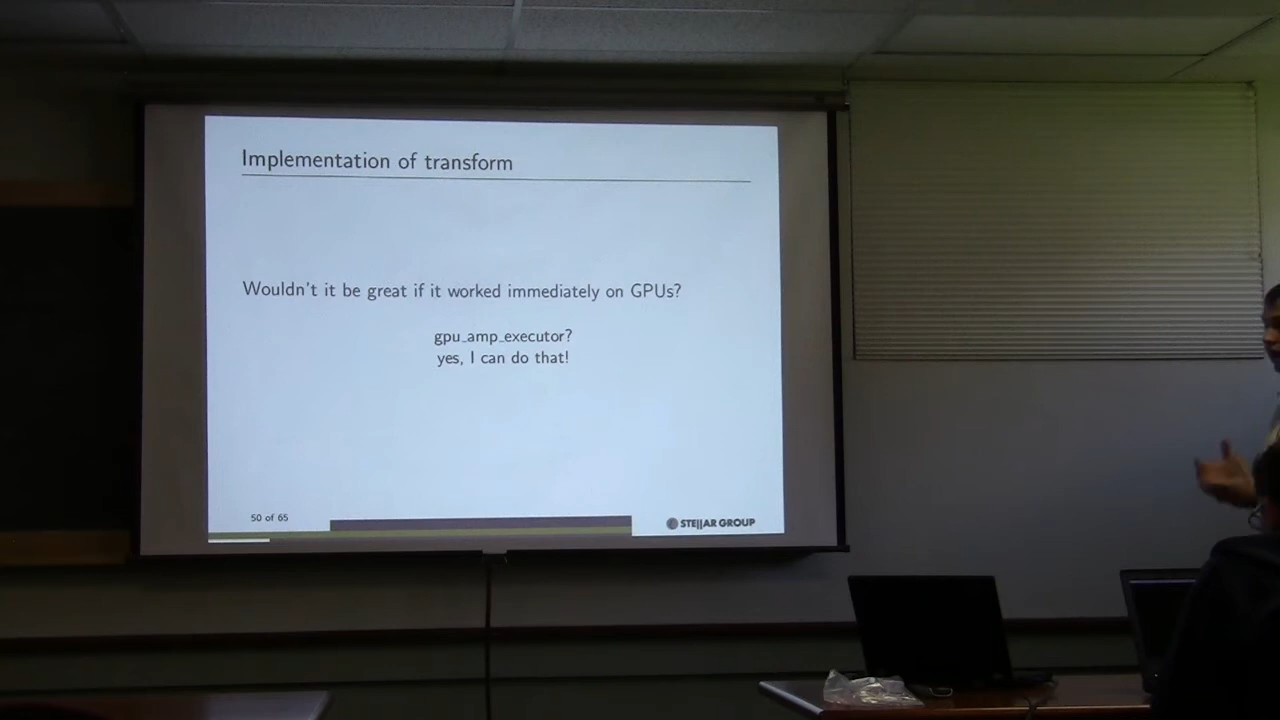 Implementation of transform
Wouldn't it be great if it worked immediately on GPUs?
gpu_amp_executor?
yes, I can do that!
50 of 65
STE||AR GROUP